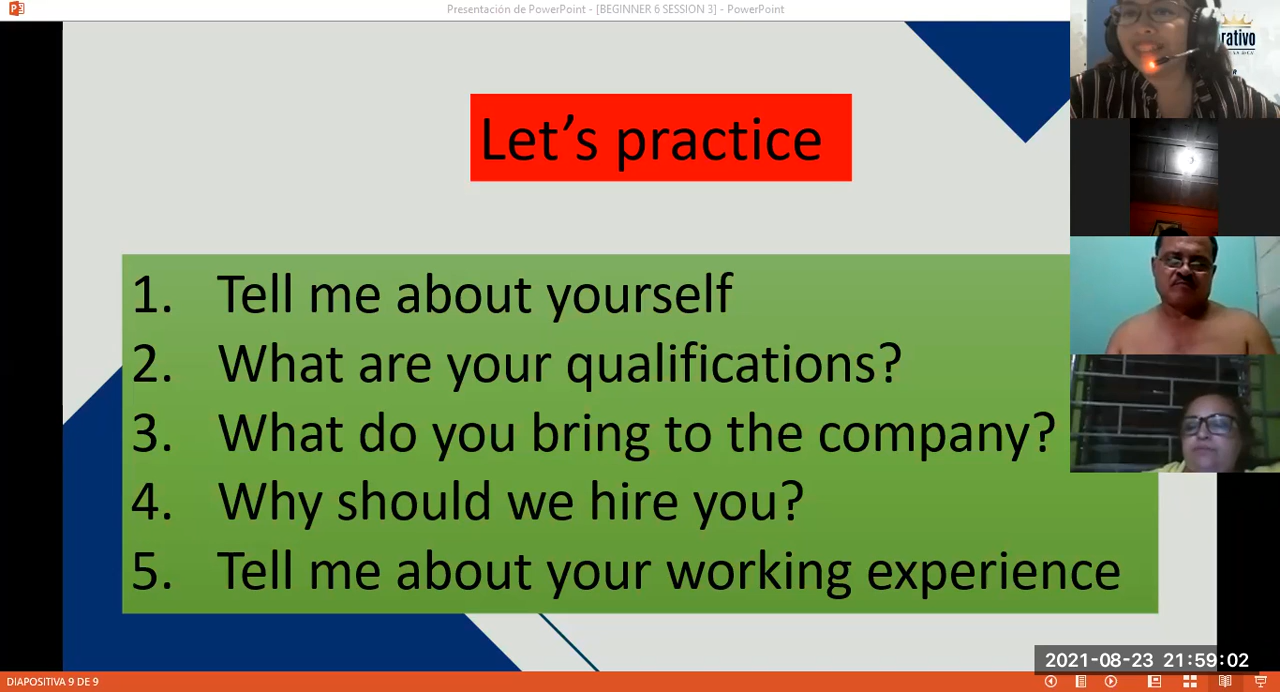 Presentación de PowerPoint - [BEGINNER 6 SESSION 3] - PowerPoint
rativo
Let's practice
1. Tell me about yourself
2. What are your qualifications?
3. What do you bring to the company?
4. Why should we hire you?
5. Tell me about your working experience
2021-08-23 21:59:02
DIAPOSITIVA 9 DE 9